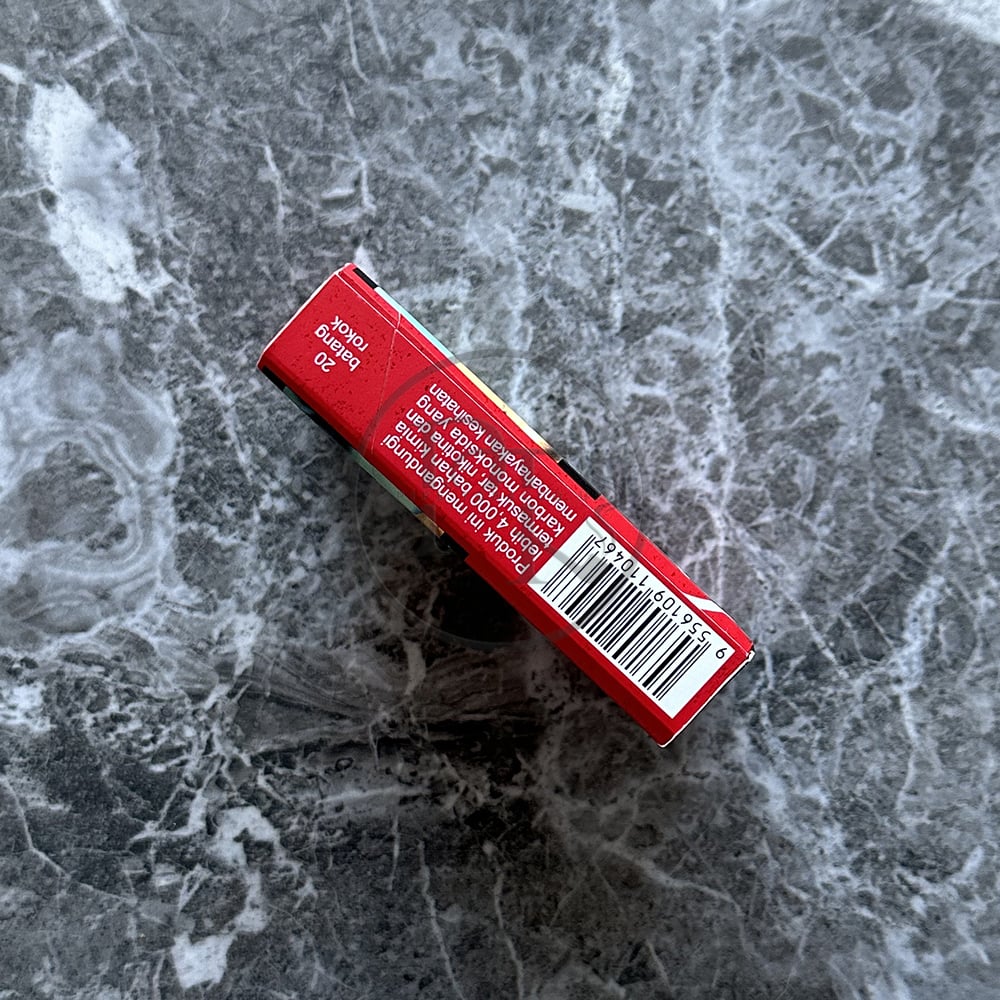 20
batang
rokok
Produk ini mengandungi
lebih 4,000 bahan kimia
termasuk tar, nikotina dan
karbon monoksida yang
membahayakan kesihatan
9 556109 110467